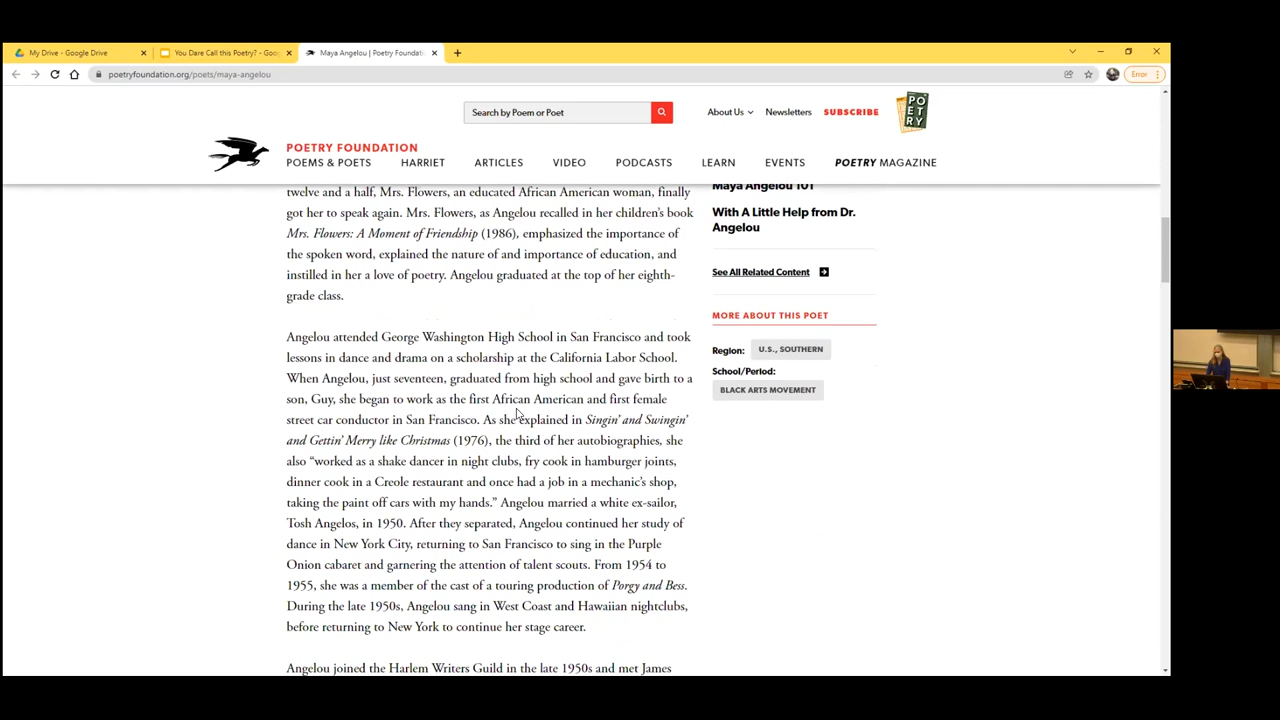 My Drive - Google Drive
You Dare Call this Poetry? - Goo
Maya Angelou | Poetry Foundatio
poetryfoundation.org/poets/maya-angelou
Error
Search by Poem or Poet
About Us
Newsletters
SUBSCRIBE
PO
ET
RY
POETRY FOUNDATION
POEMS & POETS
HARRIET
ARTICLES
VIDEO
PODCASTS
LEARN
EVENTS
POETRY MAGAZINE
twelve and a half, Mrs. Flowers, an educated African American woman, finally
got her to speak again. Mrs. Flowers, as Angelou recalled in her children's book
Mrs. Flowers: A Moment of Friendship (1986), emphasized the importance of
the spoken word, explained the nature of and importance of education, and
instilled in her a love of poetry. Angelou graduated at the top of her eighth-
grade class.
Angelou attended George Washington High School in San Francisco and took
lessons in dance and drama on a scholarship at the California Labor School.
When Angelou, just seventeen, graduated from high school and gave birth to a
son, Guy, she began to work as the first African American and first female
street car conductor in San Francisco. As she explained in Singin' and Swingin'
and Gettin' Merry like Christmas (1976), the third of her autobiographies, she
also “worked as a shake dancer in night clubs, fry cook in hamburger joints,
dinner cook in a Creole restaurant and once had a job in a mechanic's shop,
taking the paint off cars with my hands.” Angelou married a white ex-sailor,
Tosh Angelos, in 1950. After they separated, Angelou continued her study of
dance in New York City, returning to San Francisco to sing in the Purple
Onion cabaret and garnering the attention of talent scouts. From 1954 to
1955, she was a member of the cast of a touring production of Porgy and Bess.
During the late 1950s, Angelou sang in West Coast and Hawaiian nightclubs,
before returning to New York to continue her stage career.
Angelou joined the Harlem Writers Guild in the late 1950s and met James
Maya Angelou 101
With A Little Help from Dr.
Angelou
See All Related Content
MORE ABOUT THIS POET
Region: U.S., SOUTHERN
School/Period:
BLACK ARTS MOVEMENT